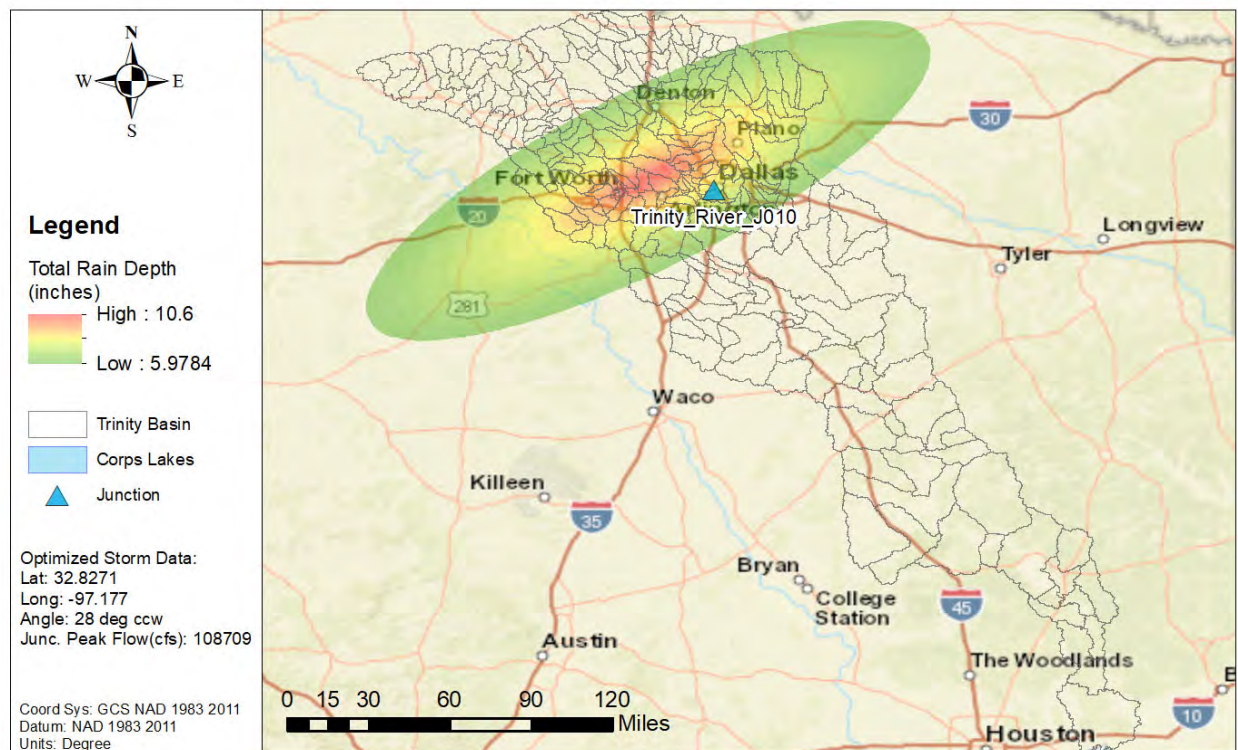 N
W E
S
Legend
Total Rain Depth
(inches)
High : 10.6
Low : 5.9784
Trinity Basin
Corps Lakes
Junction
Optimized Storm Data:
Lat: 32.8271
Long: -97.177
Angle: 28 deg ccw
Junc. Peak Flow(cfs): 108709
Coord Sys: GCS NAD 1983 2011
Datum: NAD 1983 2011
Units: Degree
Denton
30
Plano
Fort Worth
Dallas
20
Arlington
Trinity_River_J010
Longview
Tyler
281
Waco
Killeen
35
Bryan
College
Station
45
Austin
The Woodlands
10
Houston
0 15 30 60 90 120
Miles